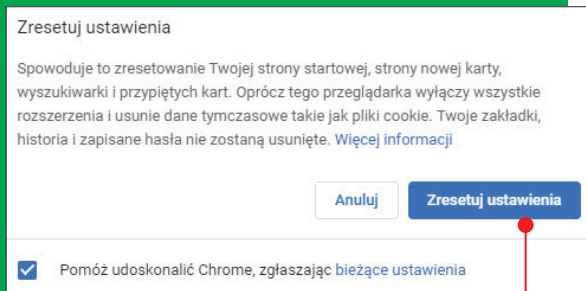 Zresetuj ustawienia
Spowoduje to zresetowanie Twojej strony startowej, strony nowej karty,
wyszukiwarki i przypiętych kart. Oprócz tego przeglądarka wyłączy wszystkie
rozszerzenia i usunie dane tymczasowe takie jak pliki cookie. Twoje zakładki,
historia i zapisane hasła nie zostaną usunięte. Więcej informacji
Anuluj Zresetuj ustawienia
Pomóż udoskonalić Chrome, zgłaszając bieżące ustawienia